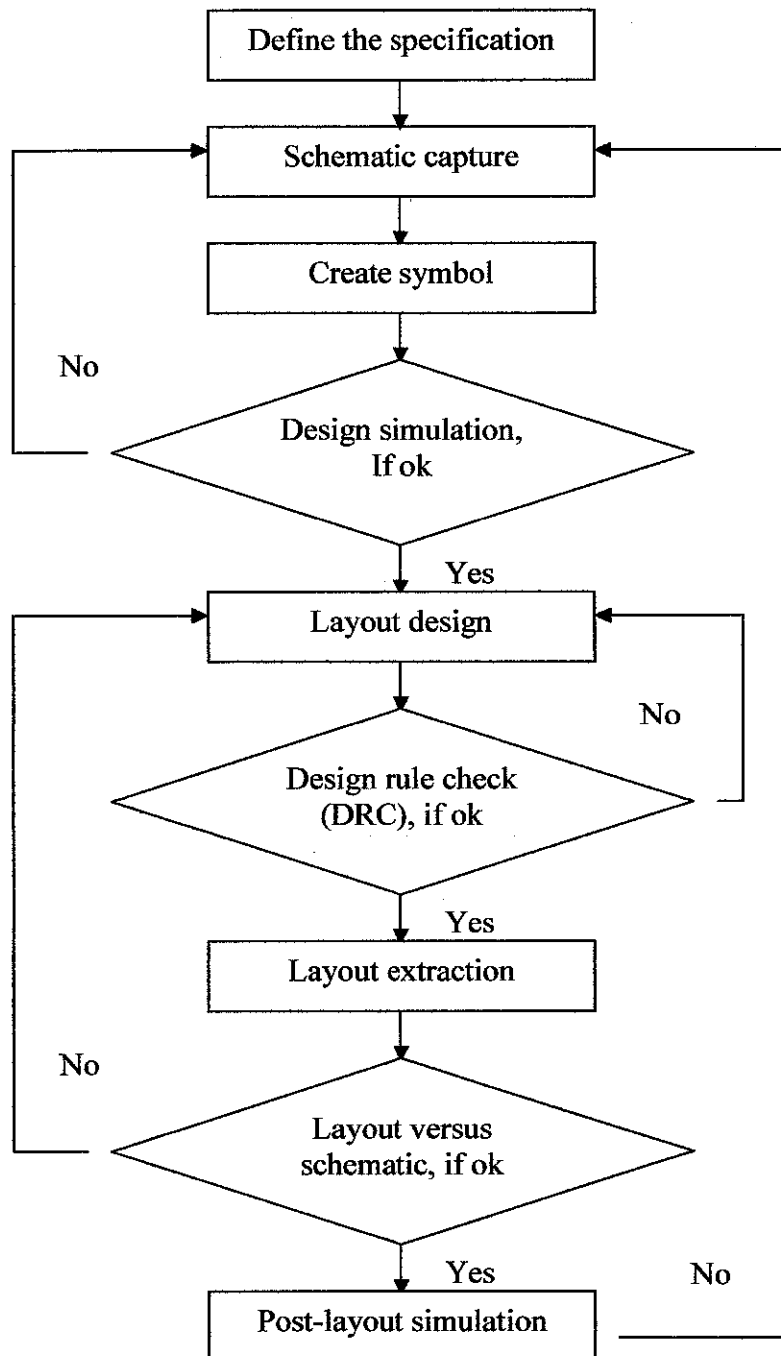 Define the specification
Schematic capture
Create symbol
No
Design simulation,
If ok
Yes
Layout design
No
Design rule check
(DRC), if ok
Yes
Layout extraction
No
Layout versus
schematic, if ok
Yes
No
Post-layout simulation